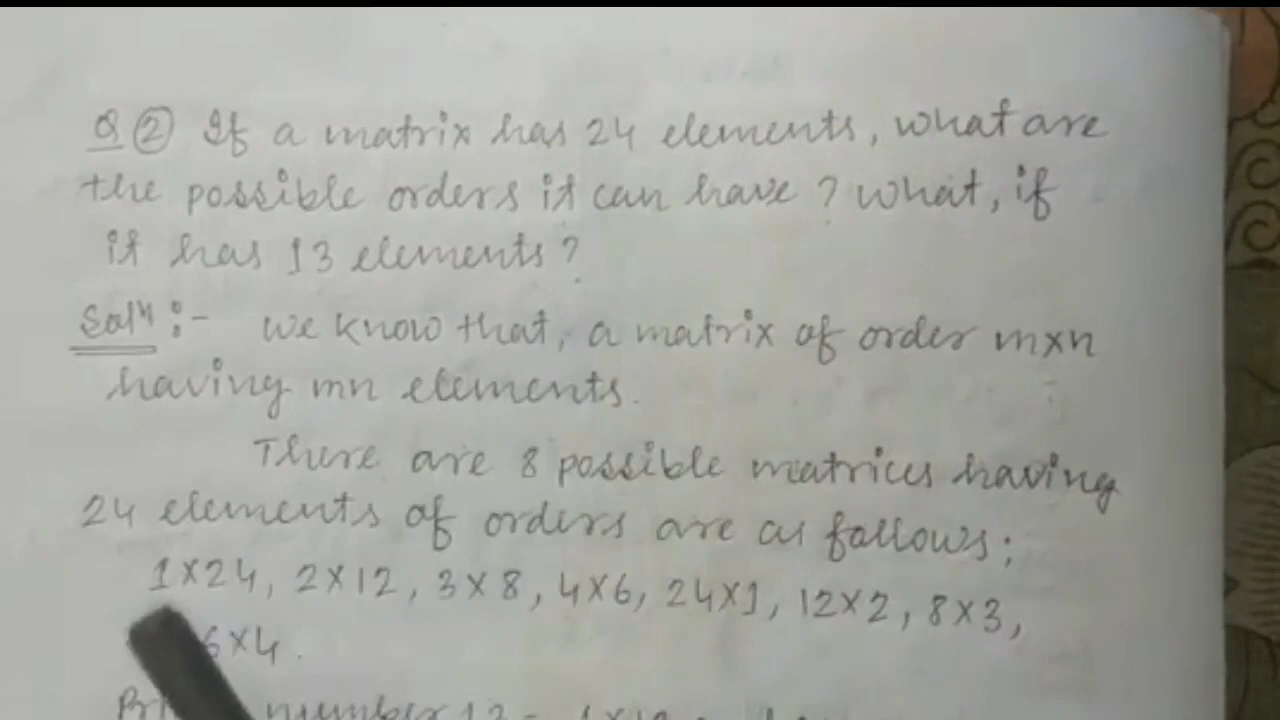 Q ② If a matrix has 24 elements, what are
the possible orders it can have? What, if
it has 13 elements?
Solⁿ :- we know that, a matrix of order m×n
having mn elements.
There are 8 possible matrices having
24 elements of orders are as follows;
1×24, 2×12, 3×8, 4×6, 24×1, 12×2, 8×3,
6×4.
number 13